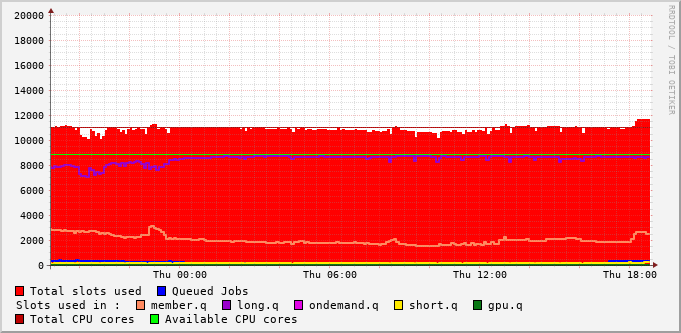 20000
18000
16000
14000
12000
10000
8000
6000
4000
2000
0
Thu 00:00 Thu 06:00 Thu 12:00 Thu 18:00
RRDTOOL / TOBI OETIKER
Total slots used Queued Jobs
Slots used in : member.q long.q ondemand.q short.q gpu.q
Total CPU cores Available CPU cores